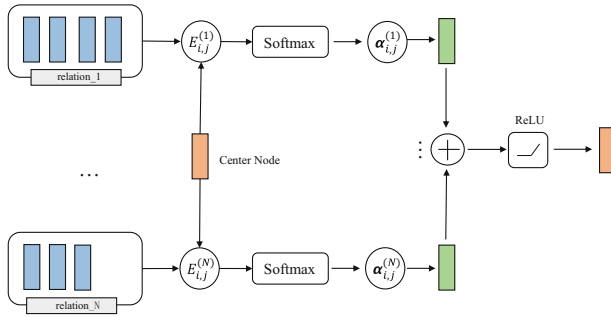 relation_1
E_{i,j}^{(1)}
Softmax
α_{i,j}^{(1)}
ReLU
Center Node
...
⋮
relation_N
E_{i,j}^{(N)}
Softmax
α_{i,j}^{(N)}